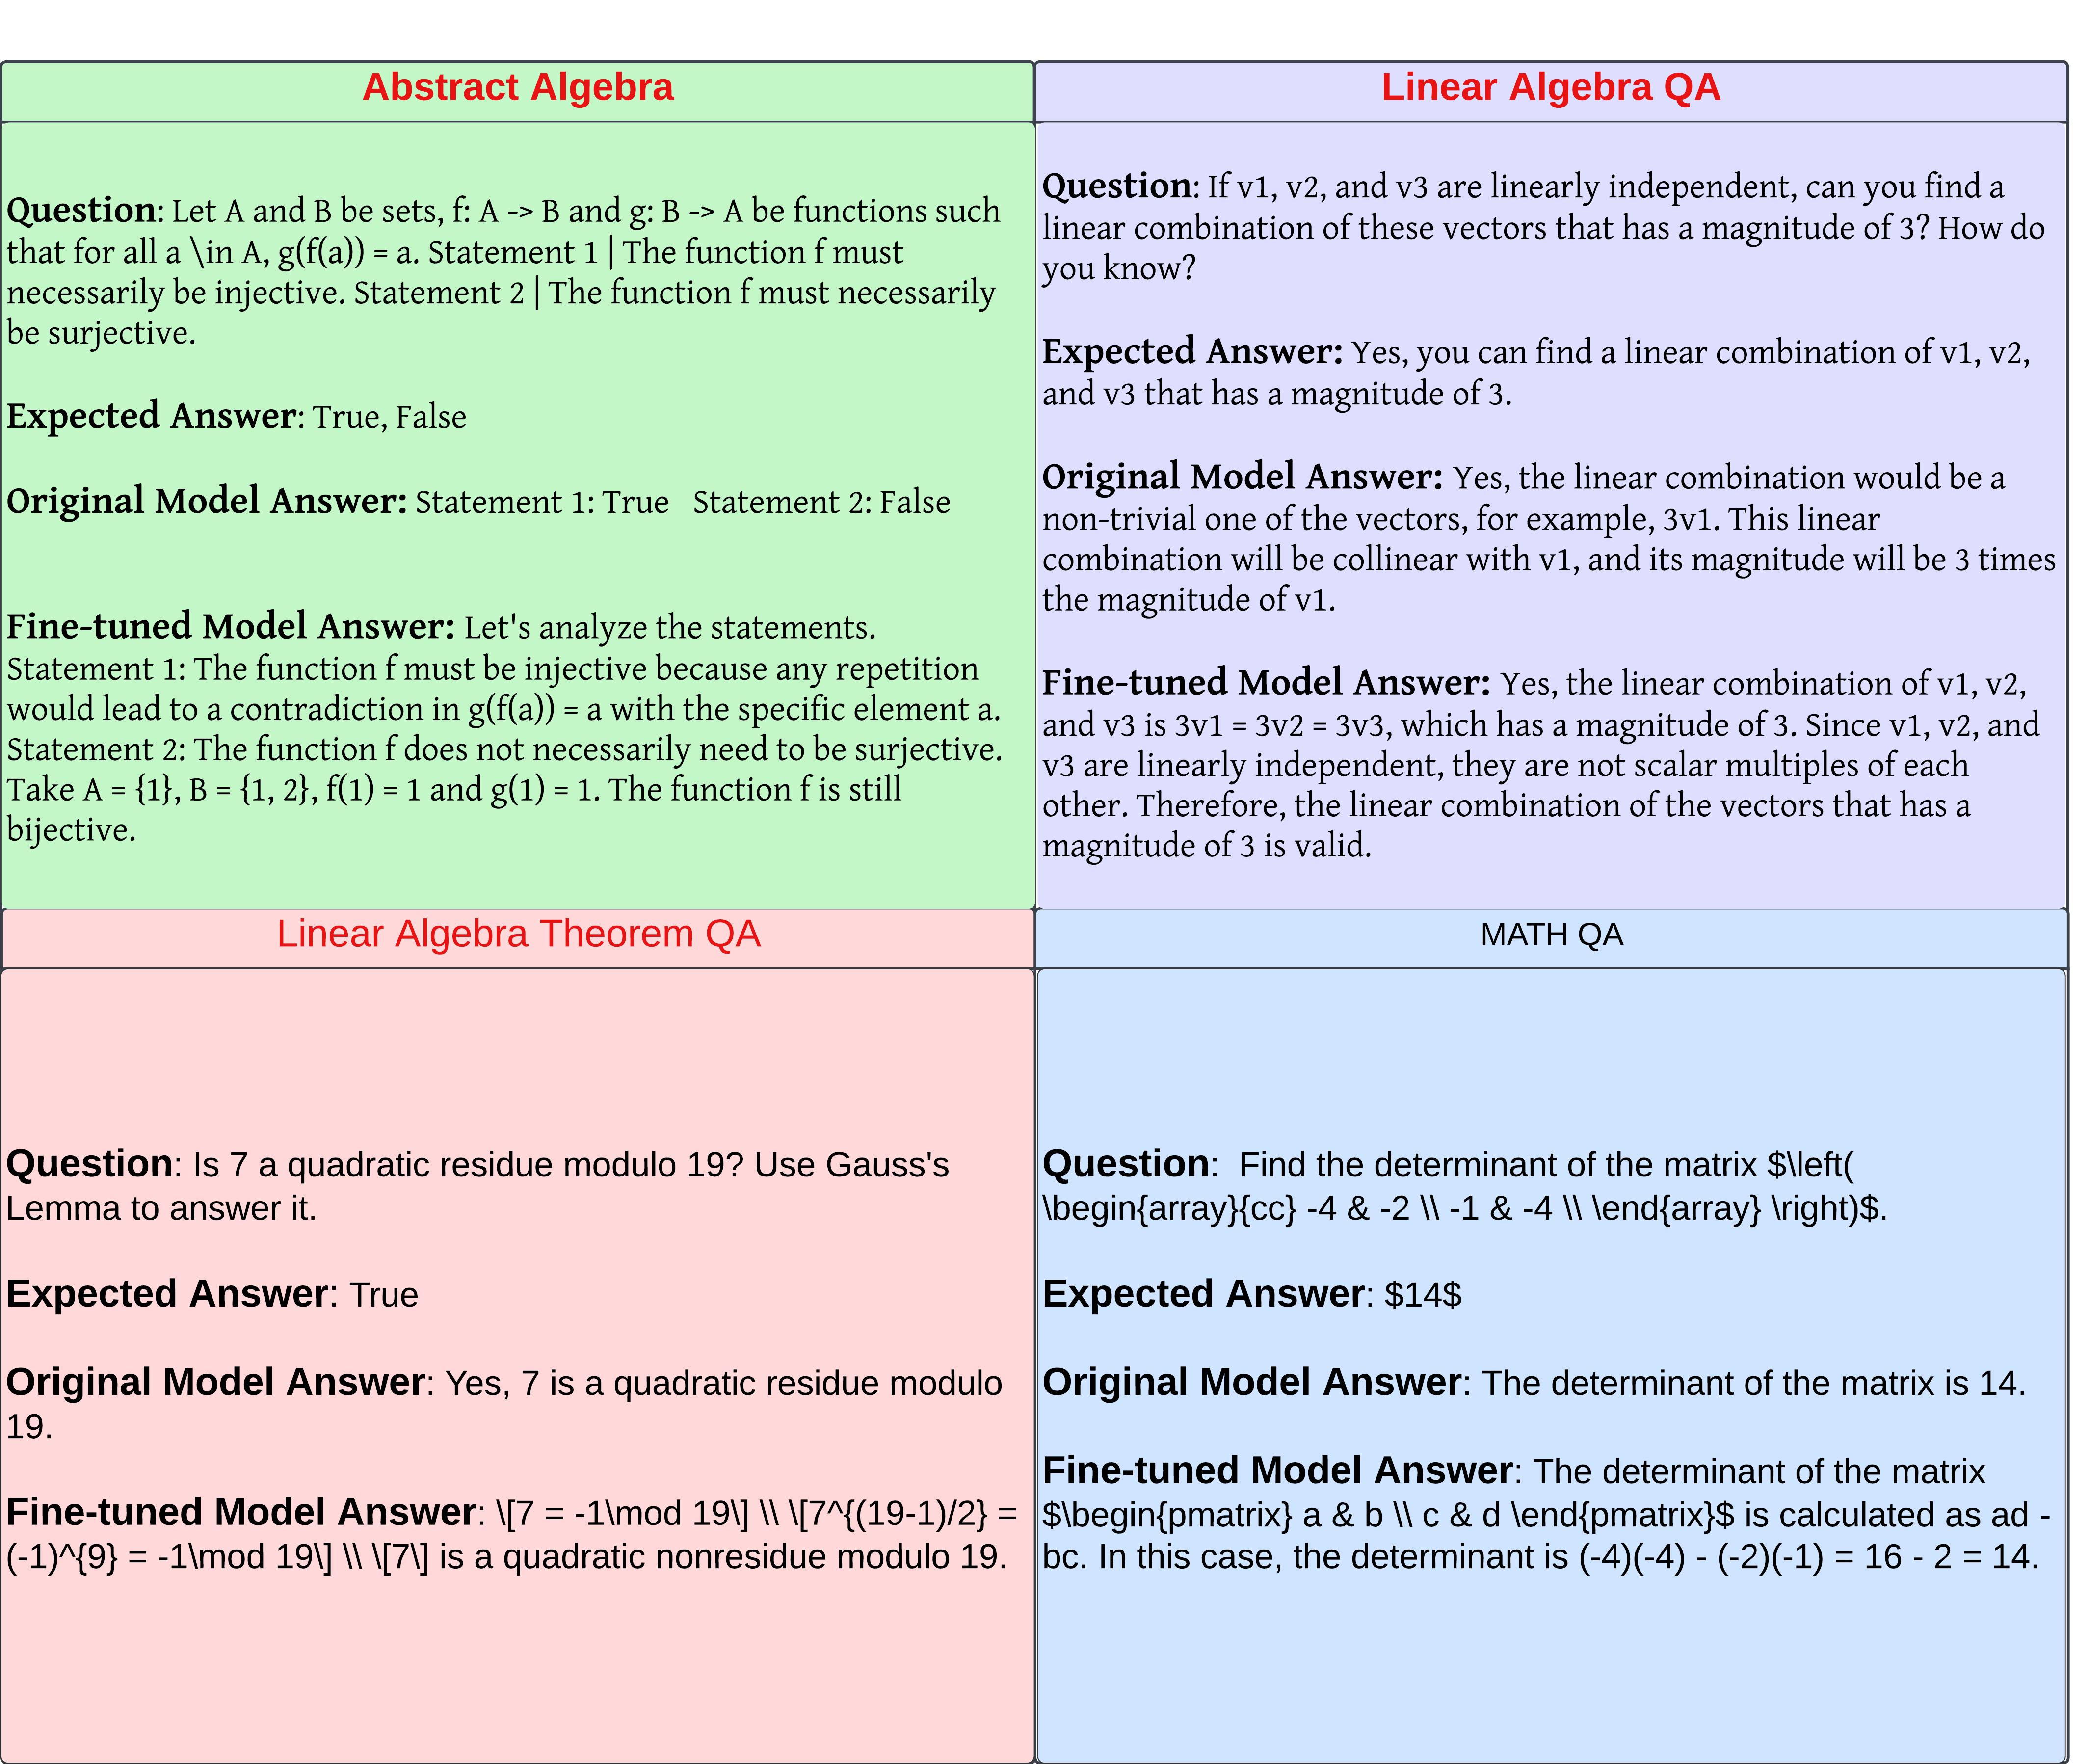 Abstract Algebra
Question: Let A and B be sets, f: A -> B and g: B -> A be functions such
that for all a \in A, g(f(a)) = a. Statement 1 | The function f must
necessarily be injective. Statement 2 | The function f must necessarily
be surjective.
Expected Answer: True, False
Original Model Answer: Statement 1: True   Statement 2: False
Fine-tuned Model Answer: Let's analyze the statements.
Statement 1: The function f must be injective because any repetition
would lead to a contradiction in g(f(a)) = a with the specific element a.
Statement 2: The function f does not necessarily need to be surjective.
Take A = {1}, B = {1, 2}, f(1) = 1 and g(1) = 1. The function f is still
bijective.
Linear Algebra QA
Question: If v1, v2, and v3 are linearly independent, can you find a
linear combination of these vectors that has a magnitude of 3? How do
you know?
Expected Answer: Yes, you can find a linear combination of v1, v2,
and v3 that has a magnitude of 3.
Original Model Answer: Yes, the linear combination would be a
non-trivial one of the vectors, for example, 3v1. This linear
combination will be collinear with v1, and its magnitude will be 3 times
the magnitude of v1.
Fine-tuned Model Answer: Yes, the linear combination of v1, v2,
and v3 is 3v1 = 3v2 = 3v3, which has a magnitude of 3. Since v1, v2, and
v3 are linearly independent, they are not scalar multiples of each
other. Therefore, the linear combination of the vectors that has a
magnitude of 3 is valid.
Linear Algebra Theorem QA
Question: Is 7 a quadratic residue modulo 19? Use Gauss's
Lemma to answer it.
Expected Answer: True
Original Model Answer: Yes, 7 is a quadratic residue modulo
19.
Fine-tuned Model Answer: \[7 = -1\mod 19\] \\ \[7^{(19-1)/2} =
(-1)^{9} = -1\mod 19\] \\ \[7\] is a quadratic nonresidue modulo 19.
MATH QA
Question:  Find the determinant of the matrix $\left(
\begin{array}{cc} -4 & -2 \\ -1 & -4 \\ \end{array} \right)$.
Expected Answer: $14$
Original Model Answer: The determinant of the matrix is 14.
Fine-tuned Model Answer: The determinant of the matrix
$\begin{pmatrix} a & b \\ c & d \end{pmatrix}$ is calculated as ad -
bc. In this case, the determinant is (-4)(-4) - (-2)(-1) = 16 - 2 = 14.